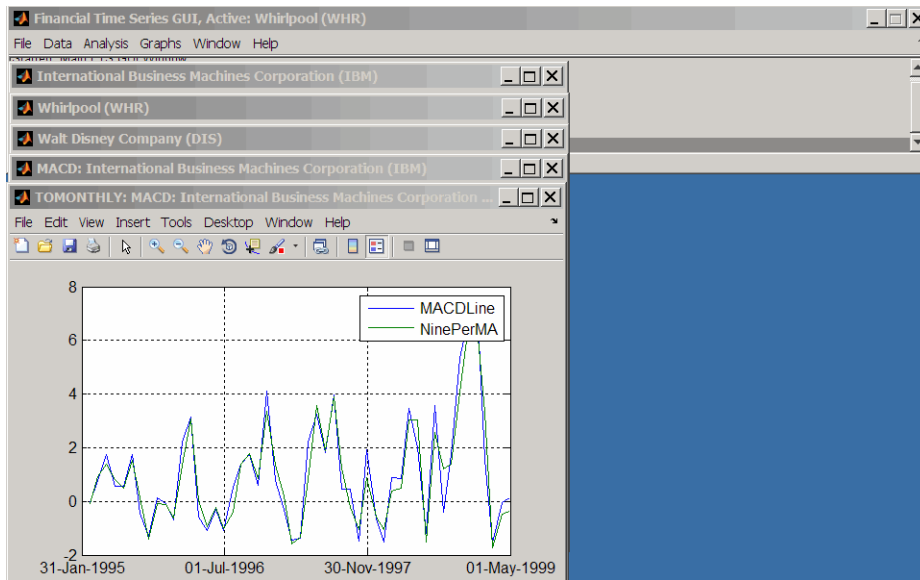 Financial Time Series GUI, Active: Whirlpool (WHR)
File Data Analysis Graphs Window Help
International Business Machines Corporation (IBM)
Whirlpool (WHR)
Walt Disney Company (DIS)
MACD: International Business Machines Corporation (IBM)
TOMONTHLY: MACD: International Business Machines Corporation ...
File Edit View Insert Tools Desktop Window Help
8
MACDLine
NinePerMA
6
4
2
0
-2
31-Jan-1995 01-Jul-1996 30-Nov-1997 01-May-1999